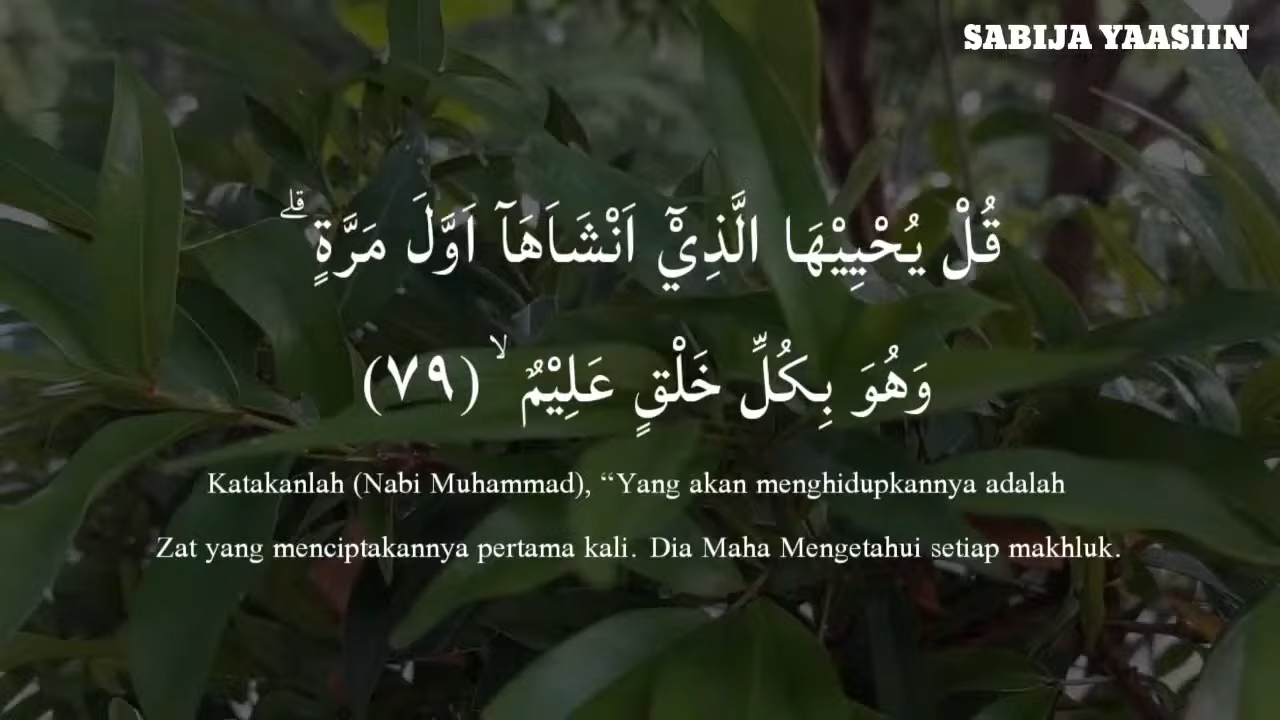 SABIJA YAASIIN
قُلْ يُحْيِيْهَا الَّذِيْٓ اَنْشَاَهَآ اَوَّلَ مَرَّةٍ ۗ
وَهُوَ بِكُلِّ خَلْقٍ عَلِيْمٌ ۙ (٧٩)
Katakanlah (Nabi Muhammad), “Yang akan menghidupkannya adalah
Zat yang menciptakannya pertama kali. Dia Maha Mengetahui setiap makhluk.